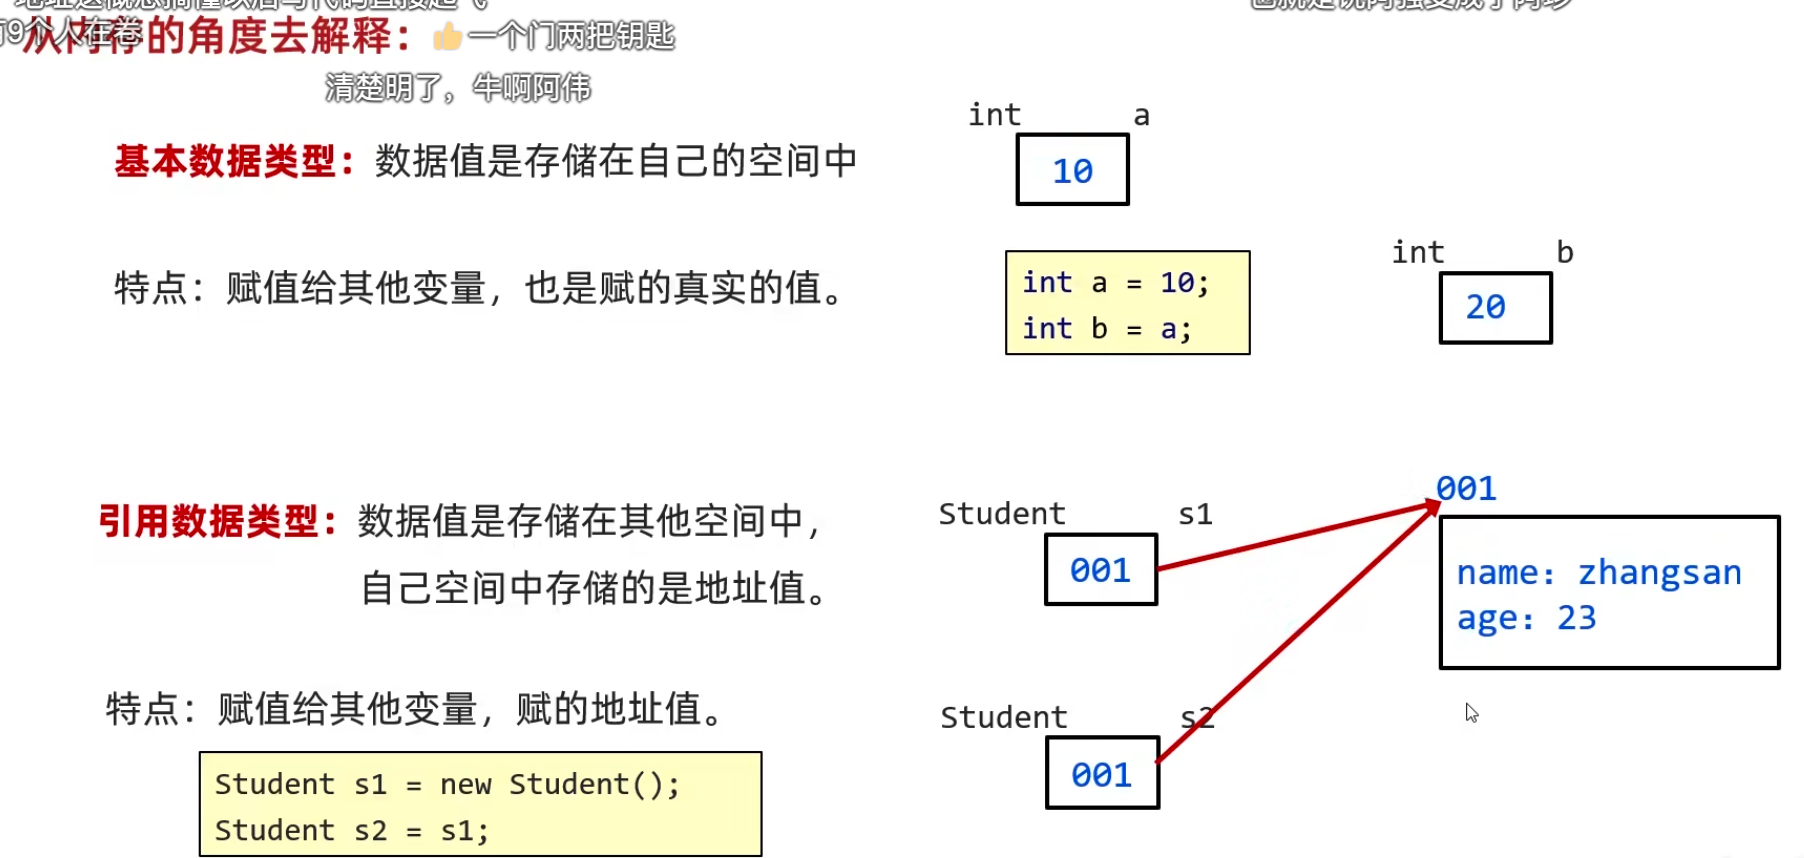 从内存的角度去解释：
9个人在卷
👍一个门两把钥匙
清楚明了，牛啊阿伟
int a
10
基本数据类型：数据值是存储在自己的空间中
int b
20
特点：赋值给其他变量，也是赋的真实的值。
int a = 10;
int b = a;
001
Student s1
001
引用数据类型：数据值是存储在其他空间中，
自己空间中存储的是地址值。
name: zhangsan
age: 23
特点：赋值给其他变量，赋的地址值。
Student s2
001
Student s1 = new Student();
Student s2 = s1;